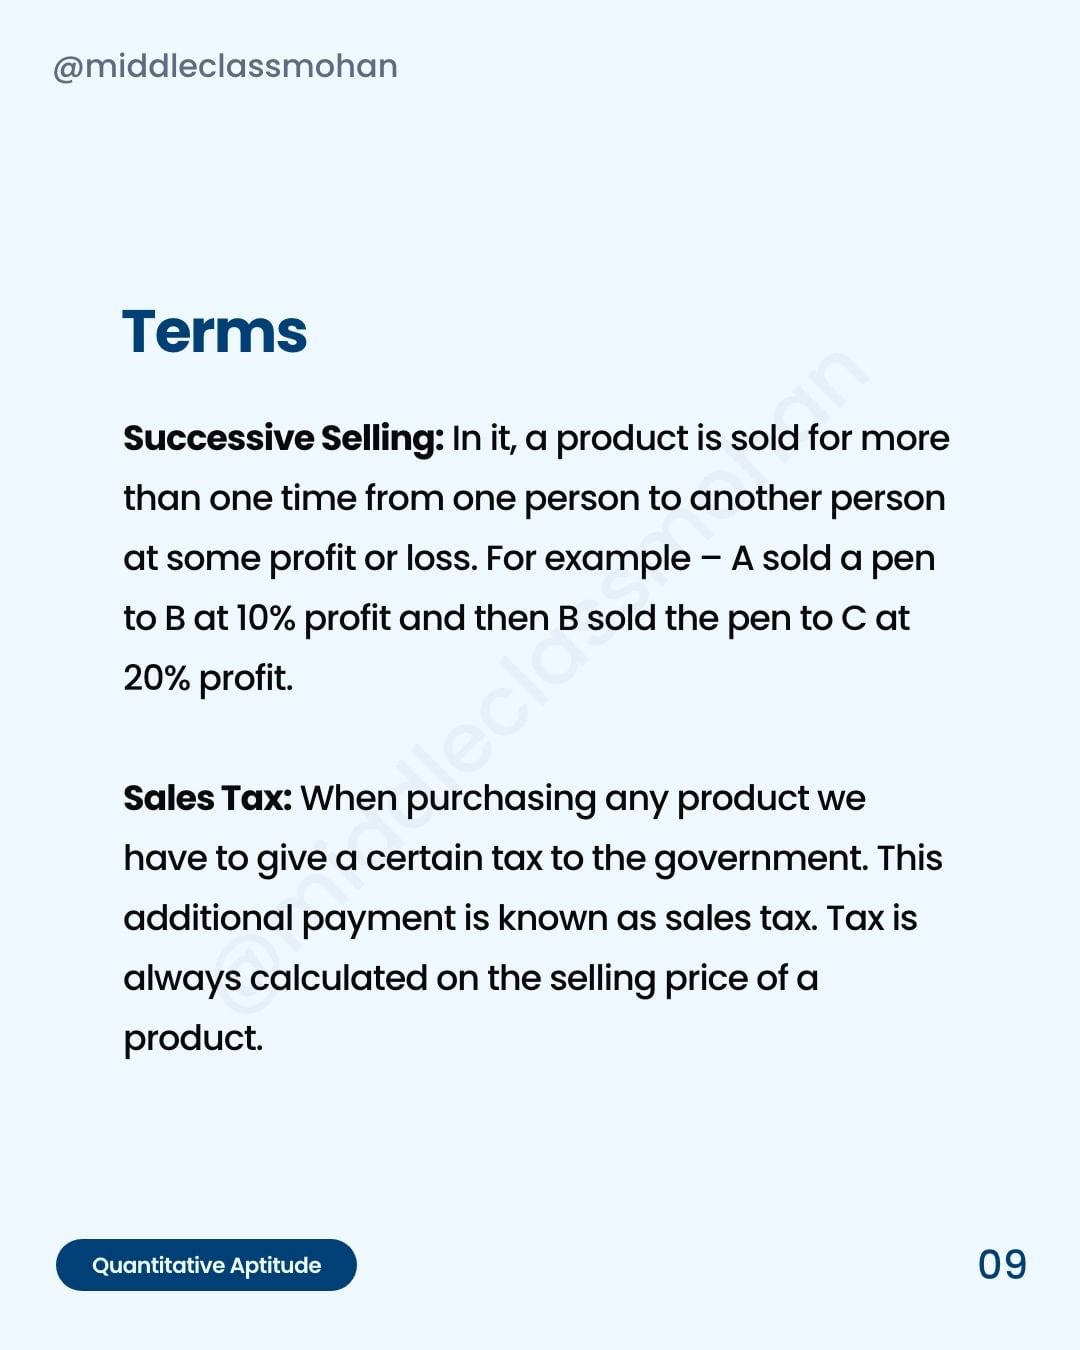 @middleclassmohan
Terms
Successive Selling: In it, a product is sold for more
than one time from one person to another person
at some profit or loss. For example – A sold a pen
to B at 10% profit and then B sold the pen to C at
20% profit.
Sales Tax: When purchasing any product we
have to give a certain tax to the government. This
additional payment is known as sales tax. Tax is
always calculated on the selling price of a
product.
@middleclassmohan
Quantitative Aptitude
09